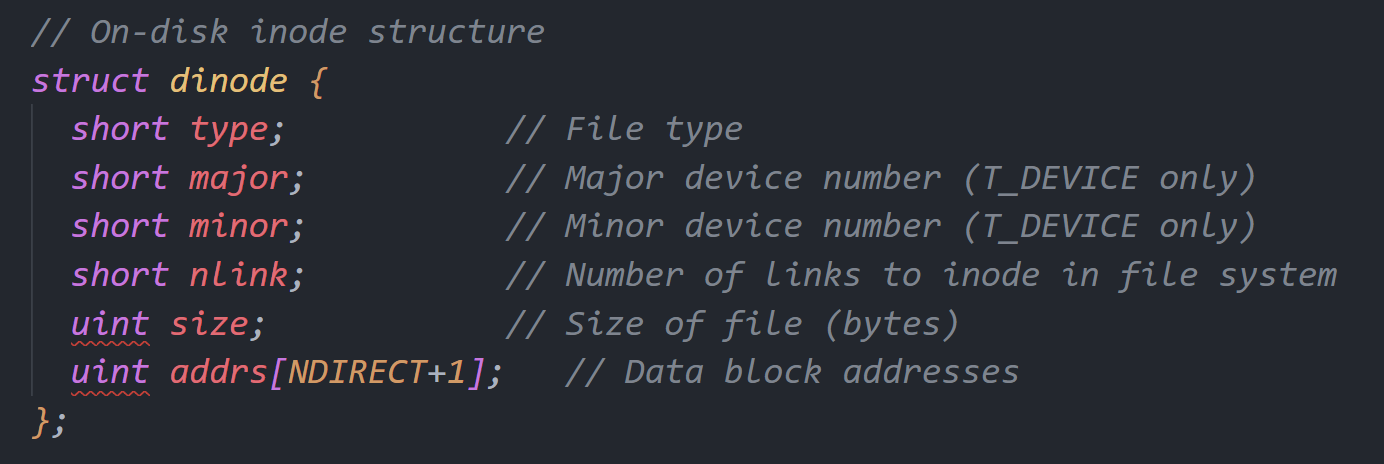 // On-disk inode structure
struct dinode {
  short type;           // File type
  short major;          // Major device number (T_DEVICE only)
  short minor;          // Minor device number (T_DEVICE only)
  short nlink;          // Number of links to inode in file system
  uint size;            // Size of file (bytes)
  uint addrs[NDIRECT+1];   // Data block addresses
};